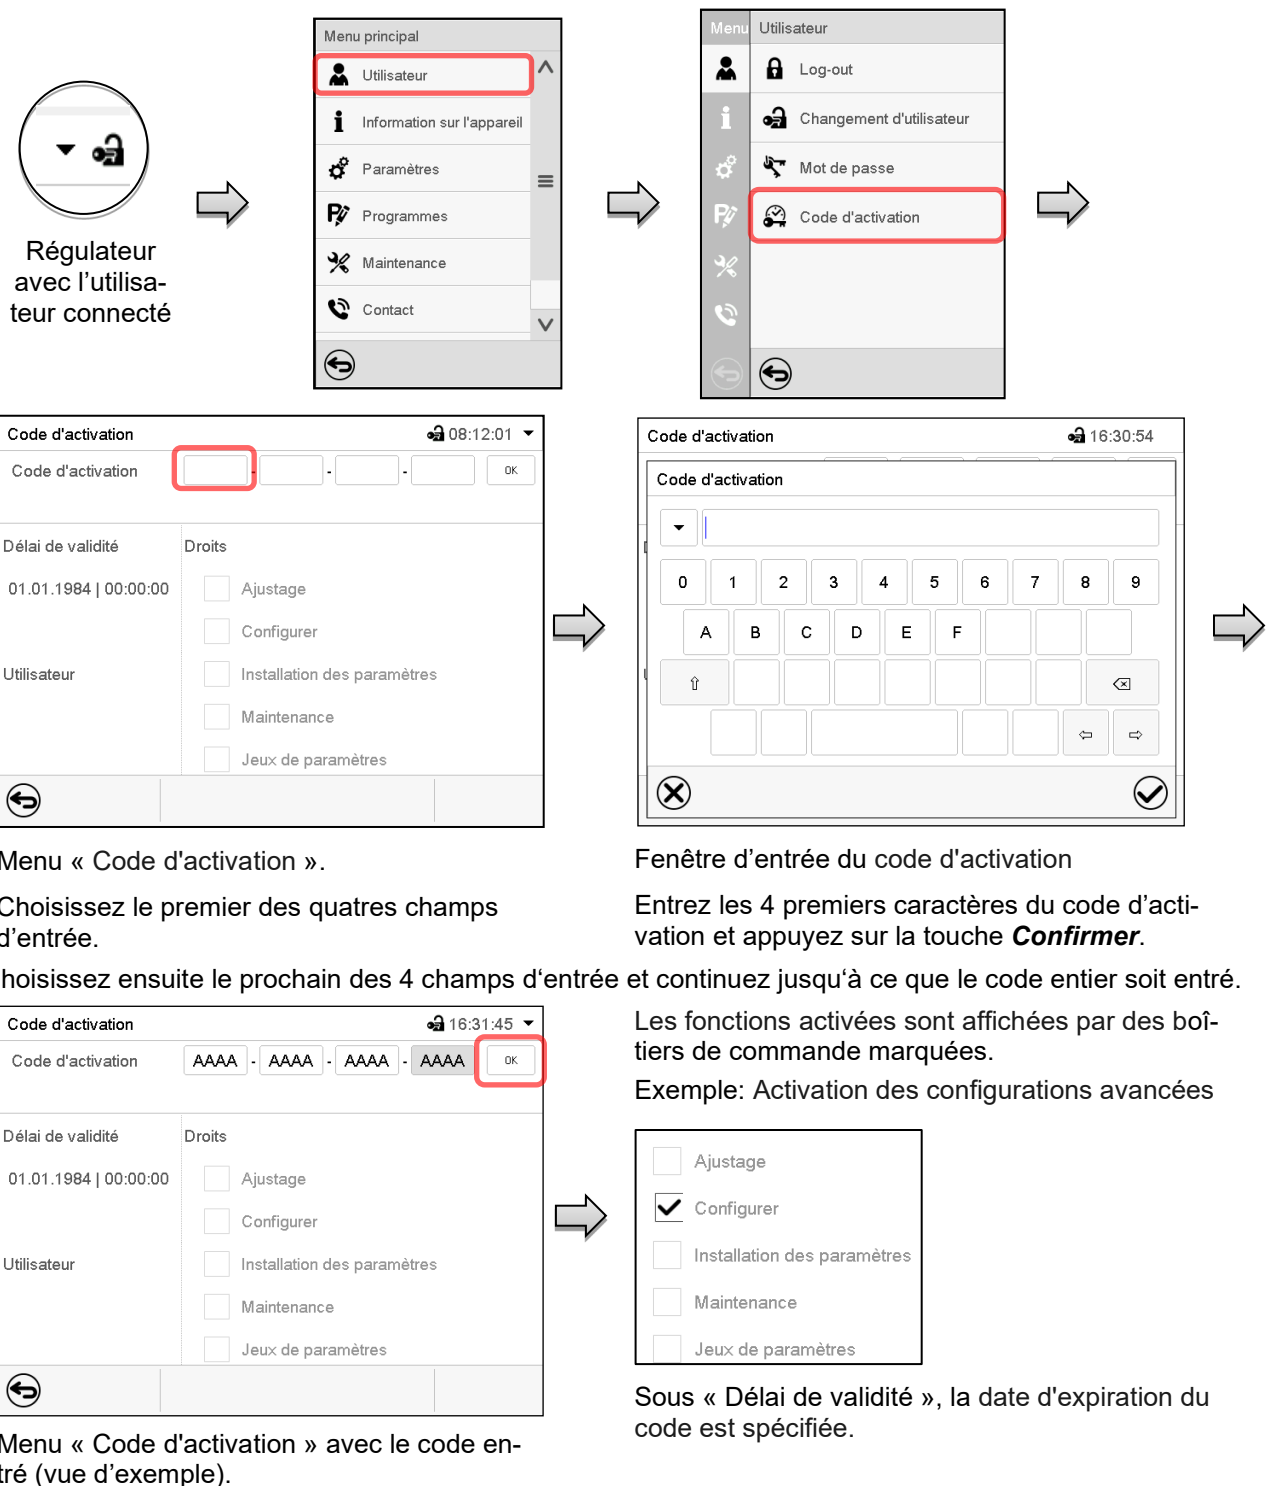 Régulateur
avec l’utilisa-
teur connecté
Menu principal
Utilisateur
Information sur l'appareil
Paramètres
Programmes
Maintenance
Contact
Menu
Utilisateur
Log-out
Changement d'utilisateur
Mot de passe
Code d'activation
Code d'activation 08:12:01
Code d'activation - - - OK
Délai de validité Droits
01.01.1984 | 00:00:00 Ajustage
Configurer
Utilisateur Installation des paramètres
Maintenance
Jeux de paramètres
Menu « Code d'activation ».
Choisissez le premier des quatres champs
d’entrée.
Code d'activation 16:30:54
Code d'activation
0 1 2 3 4 5 6 7 8 9
A B C D E F
Fenêtre d’entrée du code d'activation
Entrez les 4 premiers caractères du code d’acti-
vation et appuyez sur la touche Confirmer.
hoisissez ensuite le prochain des 4 champs d‘entrée et continuez jusqu‘à ce que le code entier soit entré.
Code d'activation 16:31:45
Code d'activation AAAA - AAAA - AAAA - AAAA OK
Délai de validité Droits
01.01.1984 | 00:00:00 Ajustage
Configurer
Utilisateur Installation des paramètres
Maintenance
Jeux de paramètres
Menu « Code d'activation » avec le code en-
tré (vue d’exemple).
Les fonctions activées sont affichées par des boî-
tiers de commande marquées.
Exemple: Activation des configurations avancées
Ajustage
Configurer
Installation des paramètres
Maintenance
Jeux de paramètres
Sous « Délai de validité », la date d'expiration du
code est spécifiée.